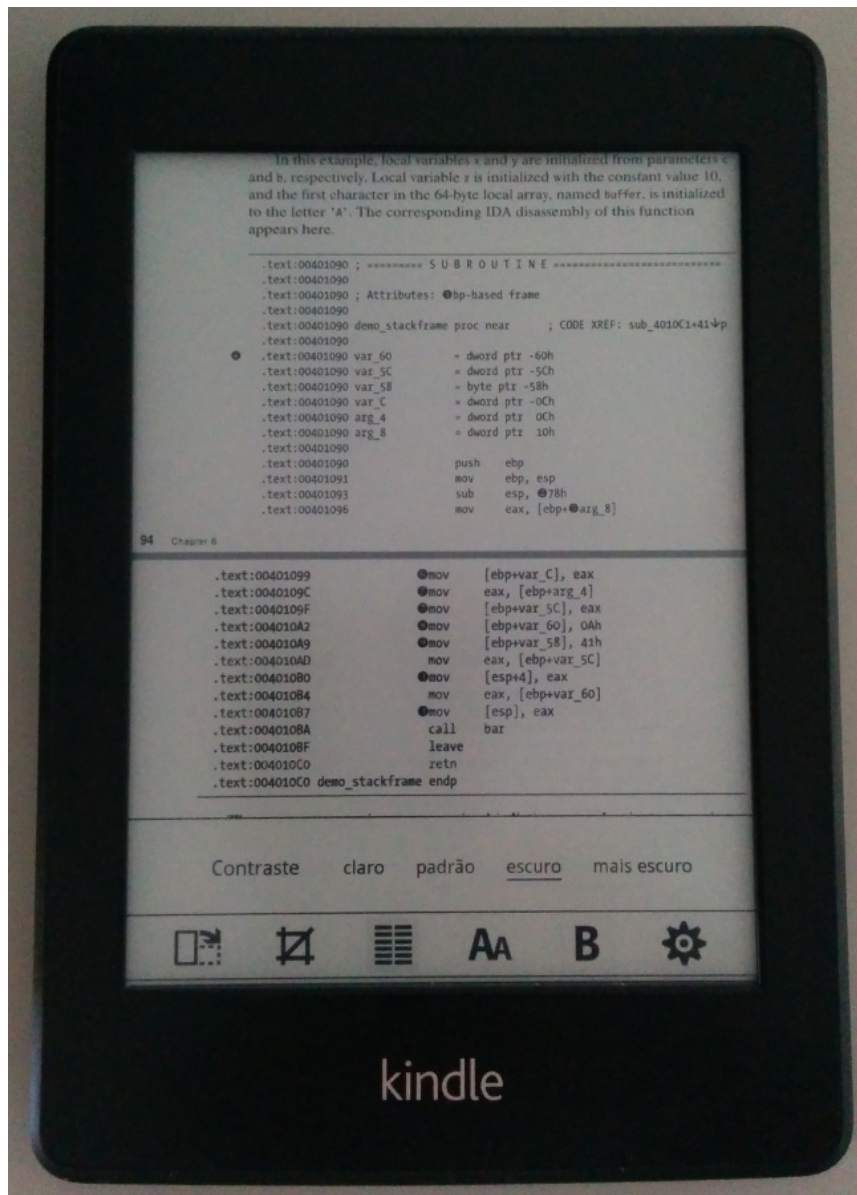 In this example, local variables x and y are initialized from parameters c
and b, respectively. Local variable z is initialized with the constant value 10,
and the first character in the 64-byte local array, named buffer, is initialized
to the letter 'A'. The corresponding IDA disassembly of this function
appears here.
.text:00401090 ; ========= S U B R O U T I N E ===========================
.text:00401090
.text:00401090 ; Attributes: ❶bp-based frame
.text:00401090
.text:00401090 demo_stackframe proc near ; CODE XREF: sub_4010C1+41↓p
.text:00401090
.text:00401090 var_60 = dword ptr -60h
.text:00401090 var_5C = dword ptr -5Ch
.text:00401090 var_58 = byte ptr -58h
.text:00401090 var_C = dword ptr -0Ch
.text:00401090 arg_4 = dword ptr 0Ch
.text:00401090 arg_8 = dword ptr 10h
.text:00401090
.text:00401090 push ebp
.text:00401091 mov ebp, esp
.text:00401093 sub esp, ❷78h
.text:00401096 mov eax, [ebp+arg_8]
94 Chapter 6
.text:00401099 mov [ebp+var_C], eax
.text:0040109C mov eax, [ebp+arg_4]
.text:0040109F mov [ebp+var_5C], eax
.text:004010A2 mov [ebp+var_60], 0Ah
.text:004010A9 mov [ebp+var_58], 41h
.text:004010AD mov eax, [ebp+var_5C]
.text:004010B0 mov [esp+4], eax
.text:004010B4 mov eax, [ebp+var_60]
.text:004010B7 mov [esp], eax
.text:004010BA call bar
.text:004010BF leave
.text:004010C0 retn
.text:004010C0 demo_stackframe endp
Contraste claro padrão escuro mais escuro
AA B
kindle